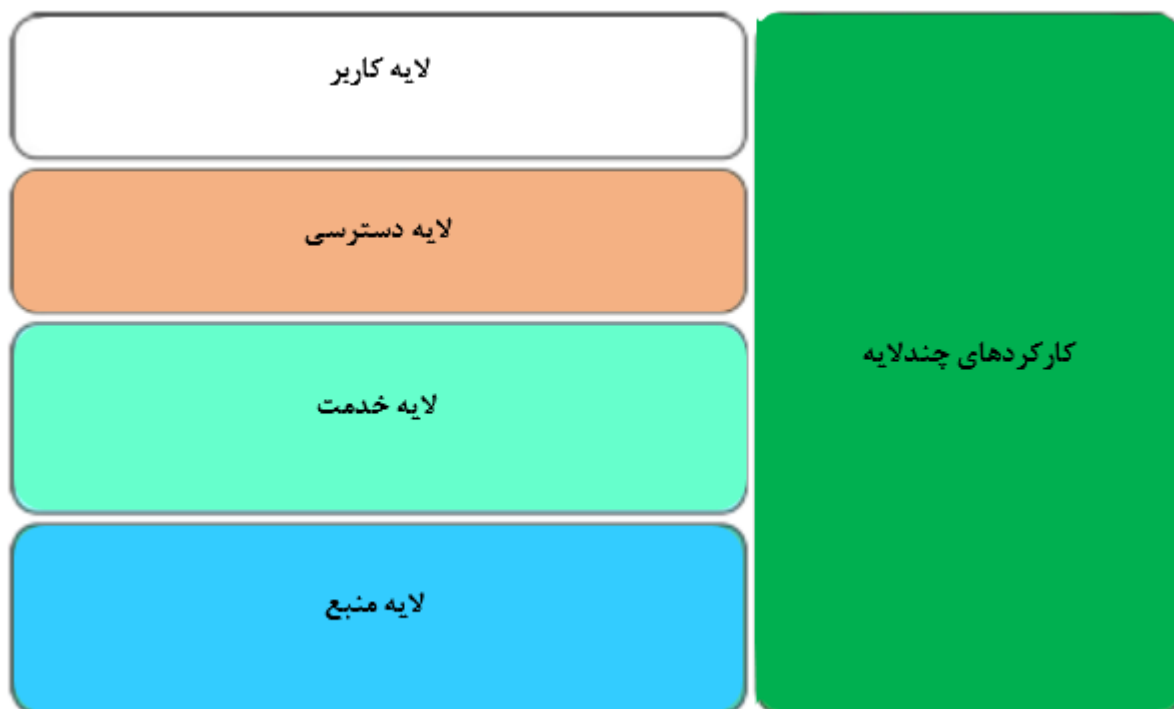 لایه کاربر
لایه دسترسی
لایه خدمت
لایه منبع
کارکردهای چندلایه